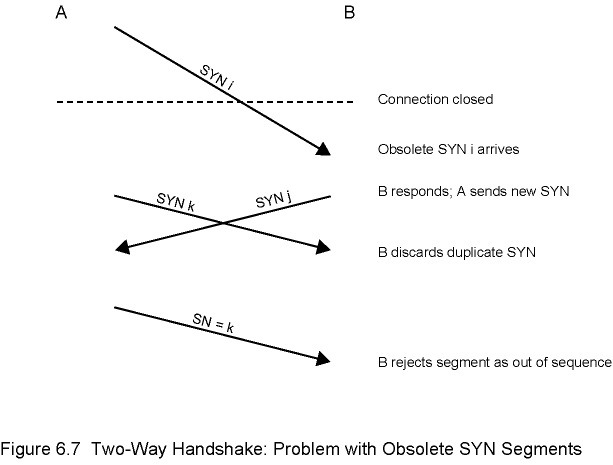 A
B
SYN i
Connection closed
Obsolete SYN i arrives
SYN k
SYN j
B responds; A sends new SYN
B discards duplicate SYN
SN = k
B rejects segment as out of sequence
Figure 6.7 Two-Way Handshake: Problem with Obsolete SYN Segments